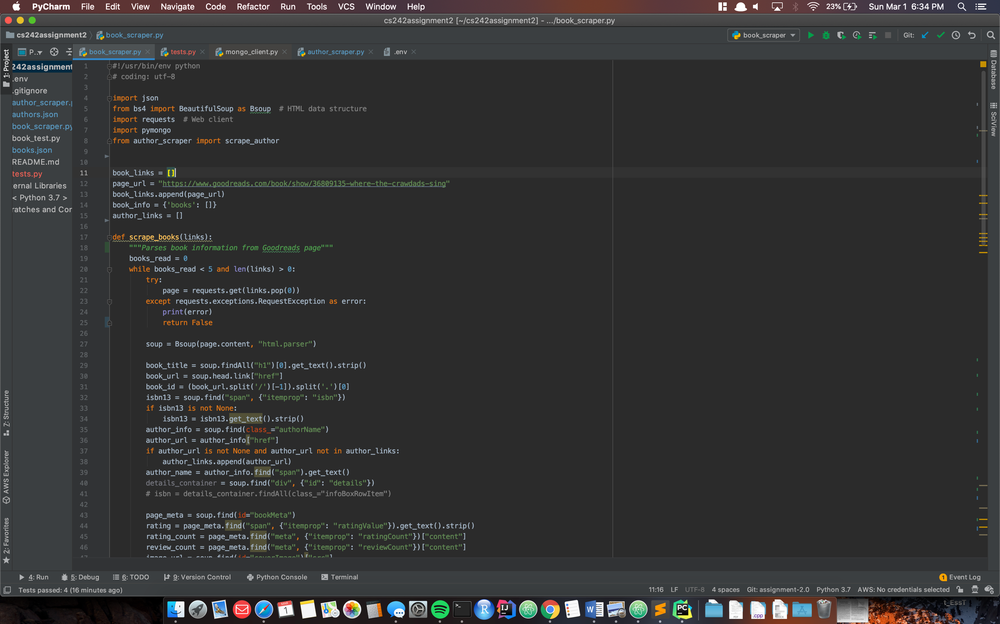 PyCharm File Edit View Navigate Code Refactor Run Tools VCS Window Help 23% Sun Mar 1 6:34 PM
cs242assignment2 [~/cs242assignment2] - .../book_scraper.py
cs242assignment2 book_scraper.py book_scraper Git:
P.. book_scraper.py tests.py mongo_client.py author_scraper.py .env
1: Project
242assignment
.env
.gitignore
author_scraper.p
authors.json
book_scraper.py
book_test.py
books.json
README.md
tests.py
ernal Libraries
< Python 3.7 >
ratches and Cor
7: Structure
AWS Explorer
2: Favorites
1 #!/usr/bin/env python
2 # coding: utf-8
3
4 import json
5 from bs4 import BeautifulSoup as Bsoup  # HTML data structure
6 import requests  # Web client
7 import pymongo
8 from author_scraper import scrape_author
9
10
11 book_links = []
12 page_url = "https://www.goodreads.com/book/show/36809135-where-the-crawdads-sing"
13 book_links.append(page_url)
14 book_info = {'books': []}
15 author_links = []
16
17 def scrape_books(links):
18     """Parses book information from Goodreads page"""
19     books_read = 0
20     while books_read < 5 and len(links) > 0:
21         try:
22             page = requests.get(links.pop(0))
23         except requests.exceptions.RequestException as error:
24             print(error)
25             return False
26
27         soup = Bsoup(page.content, "html.parser")
28
29         book_title = soup.findAll("h1")[0].get_text().strip()
30         book_url = soup.head.link["href"]
31         book_id = (book_url.split('/')[-1]).split('.')[0]
32         isbn13 = soup.find("span", {"itemprop": "isbn"})
33         if isbn13 is not None:
34             isbn13 = isbn13.get_text().strip()
35         author_info = soup.find(class_="authorName")
36         author_url = author_info["href"]
37         if author_url is not None and author_url not in author_links:
38             author_links.append(author_url)
39         author_name = author_info.find("span").get_text()
40         details_container = soup.find("div", {"id": "details"})
41         # isbn = details_container.findAll(class_="infoBoxRowItem")
42
43         page_meta = soup.find(id="bookMeta")
44         rating = page_meta.find("span", {"itemprop": "ratingValue"}).get_text().strip()
45         rating_count = page_meta.find("meta", {"itemprop": "ratingCount"})["content"]
46         review_count = page_meta.find("meta", {"itemprop": "reviewCount"})["content"]
47         image_url = soup.find(id="coverImage")["src"]
Database
SciView
4: Run 5: Debug 6: TODO 9: Version Control Python Console Terminal 1 Event Log
Tests passed: 4 (16 minutes ago) 11:16 LF UTF-8 4 spaces Git: assignment-2.0 Python 3.7 AWS: No credentials selected
t_EssT
MAR
1
R
IJ
W
PC
PDF
.cpp
DOCX